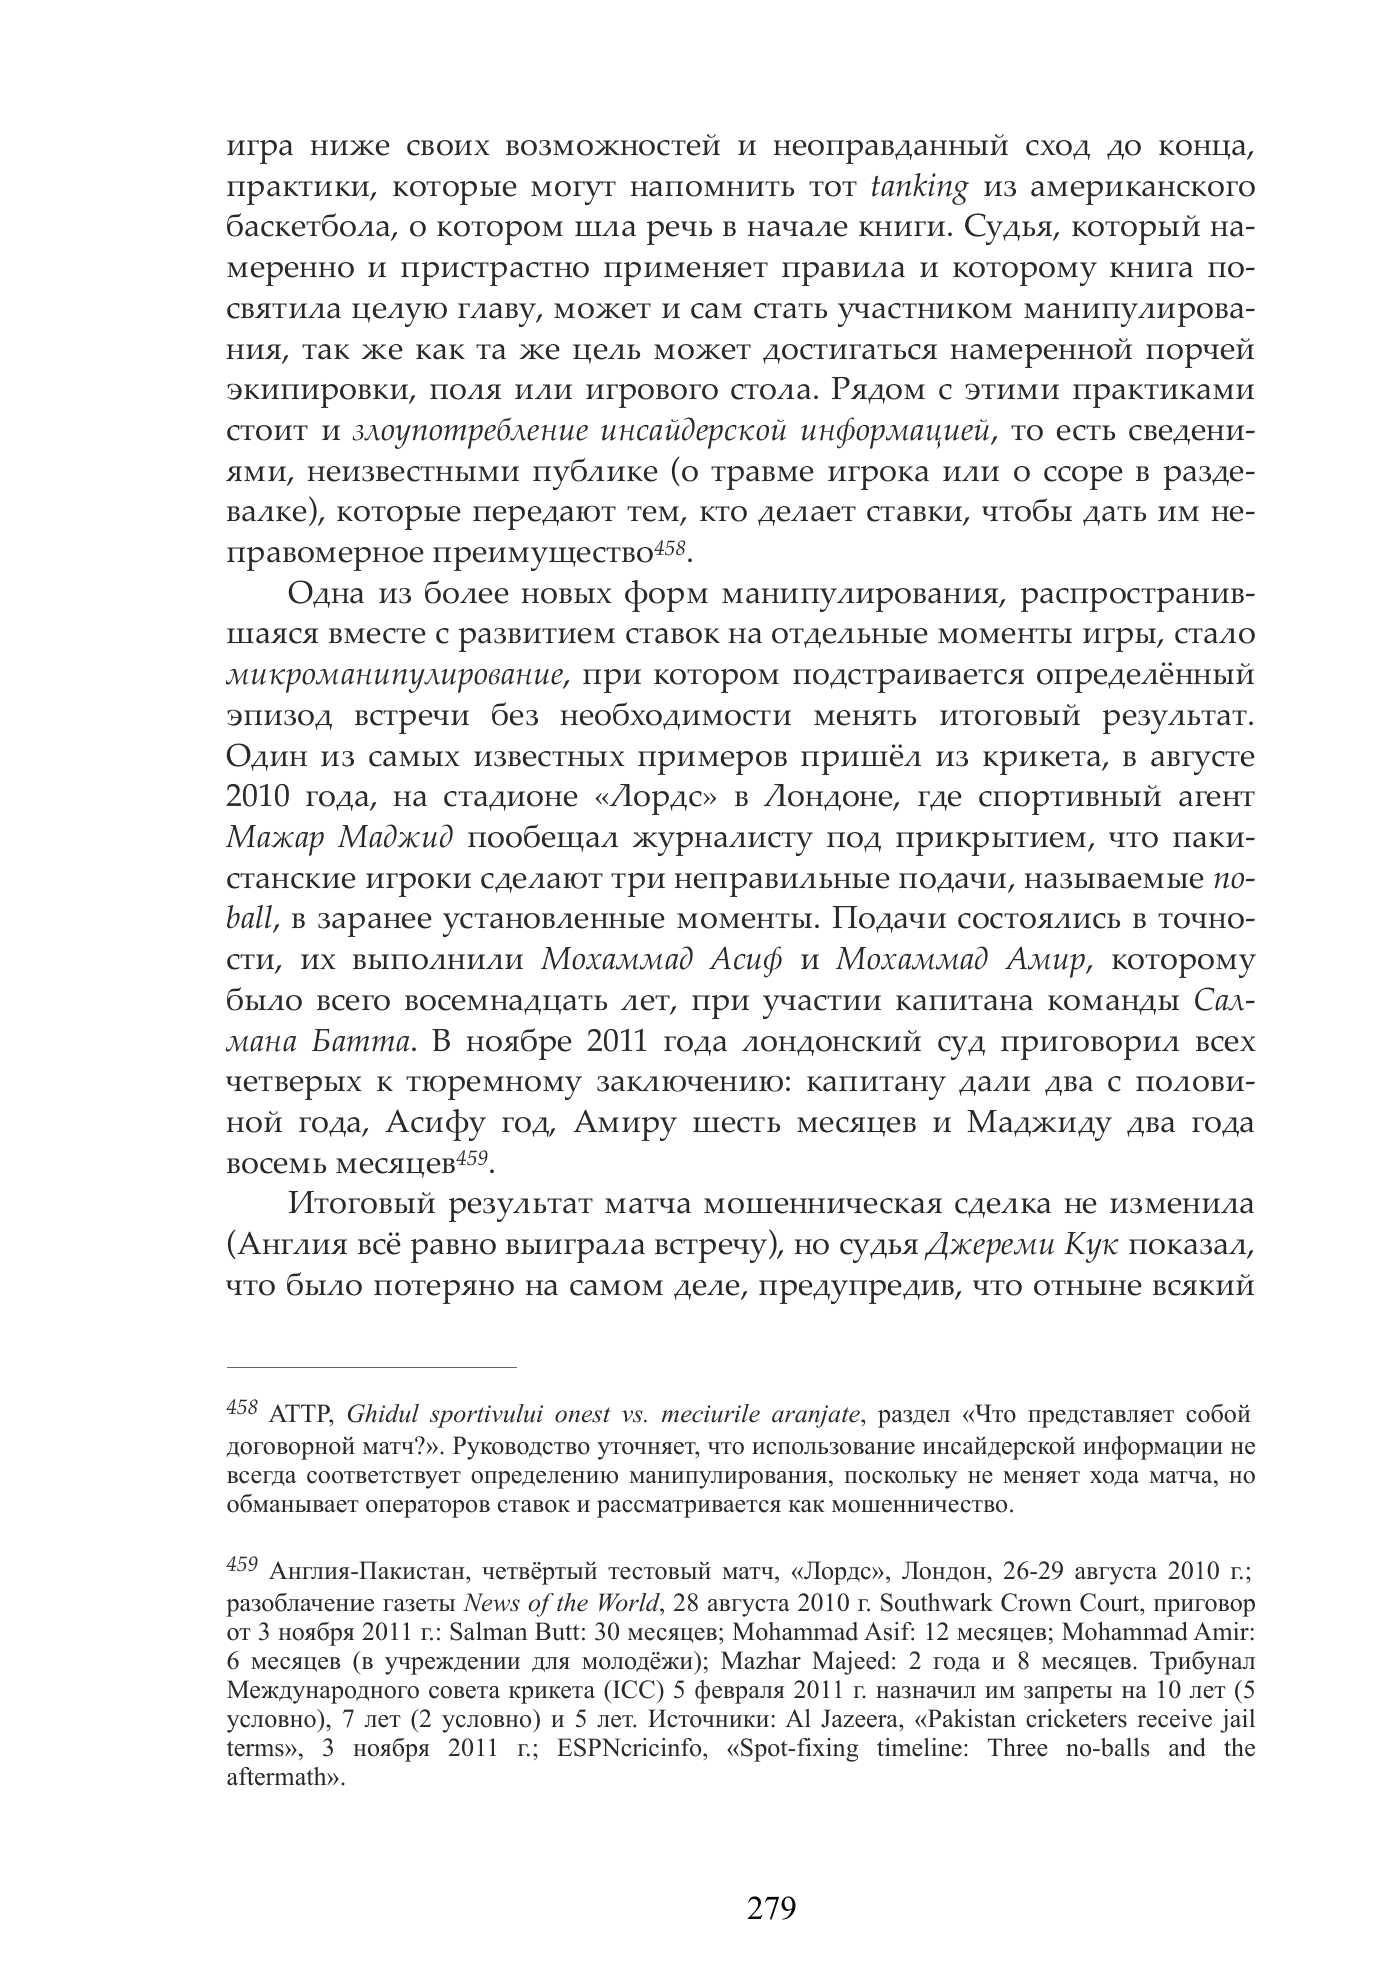 игра ниже своих возможностей и неоправданный сход до конца,
практики, которые могут напомнить тот tanking из американского
баскетбола, о котором шла речь в начале книги. Судья, который на-
меренно и пристрастно применяет правила и которому книга по-
святила целую главу, может и сам стать участником манипулирова-
ния, так же как та же цель может достигаться намеренной порчей
экипировки, поля или игрового стола. Рядом с этими практиками
стоит и злоупотребление инсайдерской информацией, то есть сведени-
ями, неизвестными публике (о травме игрока или о ссоре в разде-
валке), которые передают тем, кто делает ставки, чтобы дать им не-
правомерное преимущество458.
Одна из более новых форм манипулирования, распространив-
шаяся вместе с развитием ставок на отдельные моменты игры, стало
микроманипулирование, при котором подстраивается определённый
эпизод встречи без необходимости менять итоговый результат.
Один из самых известных примеров пришёл из крикета, в августе
2010 года, на стадионе «Лордс» в Лондоне, где спортивный агент
Мажар Маджид пообещал журналисту под прикрытием, что паки-
станские игроки сделают три неправильные подачи, называемые no-
ball, в заранее установленные моменты. Подачи состоялись в точно-
сти, их выполнили Мохаммад Асиф и Мохаммад Амир, которому
было всего восемнадцать лет, при участии капитана команды Сал-
мана Батта. В ноябре 2011 года лондонский суд приговорил всех
четверых к тюремному заключению: капитану дали два с полови-
ной года, Асифу год, Амиру шесть месяцев и Маджиду два года
восемь месяцев459.
Итоговый результат матча мошенническая сделка не изменила
(Англия всё равно выиграла встречу), но судья Джереми Кук показал,
что было потеряно на самом деле, предупредив, что отныне всякий
458 ATTP, Ghidul sportivului onest vs. meciurile aranjate, раздел «Что представляет собой
договорной матч?». Руководство уточняет, что использование инсайдерской информации не
всегда соответствует определению манипулирования, поскольку не меняет хода матча, но
обманывает операторов ставок и рассматривается как мошенничество.
459 Англия-Пакистан, четвёртый тестовый матч, «Лордс», Лондон, 26-29 августа 2010 г.;
разоблачение газеты News of the World, 28 августа 2010 г. Southwark Crown Court, приговор
от 3 ноября 2011 г.: Salman Butt: 30 месяцев; Mohammad Asif: 12 месяцев; Mohammad Amir:
6 месяцев (в учреждении для молодёжи); Mazhar Majeed: 2 года и 8 месяцев. Трибунал
Международного совета крикета (ICC) 5 февраля 2011 г. назначил им запреты на 10 лет (5
условно), 7 лет (2 условно) и 5 лет. Источники: Al Jazeera, «Pakistan cricketers receive jail
terms», 3 ноября 2011 г.; ESPNcricinfo, «Spot-fixing timeline: Three no-balls and the
aftermath».
279